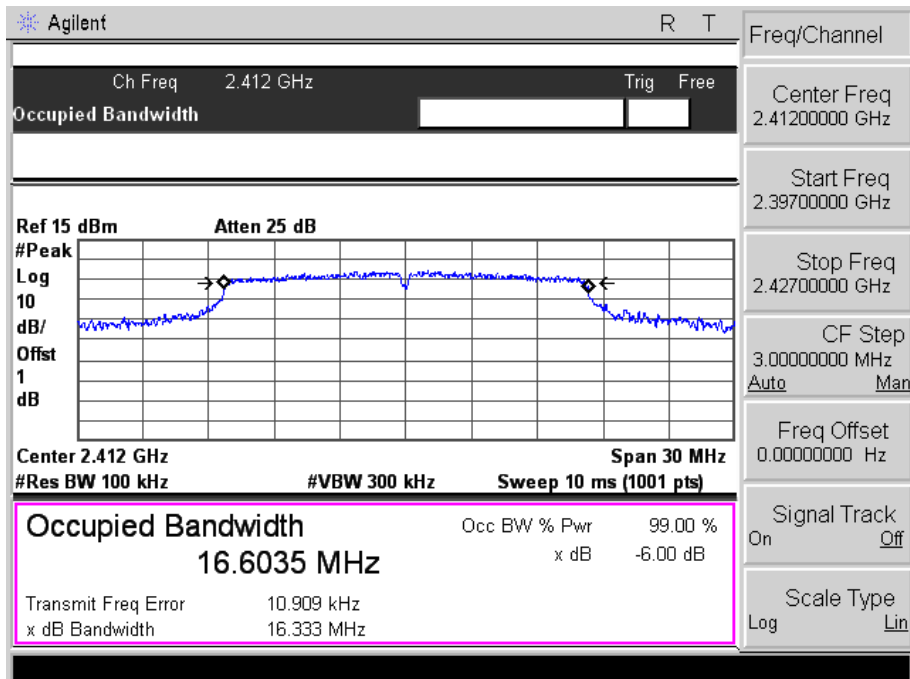 Agilent R T
Freq/Channel
Ch Freq 2.412 GHz Trig Free
Occupied Bandwidth
Center Freq
2.41200000 GHz
Start Freq
2.39700000 GHz
Stop Freq
2.42700000 GHz
CF Step
3.00000000 MHz
Auto Man
Freq Offset
0.00000000 Hz
Signal Track
On Off
Scale Type
Log Lin
Ref 15 dBm Atten 25 dB
#Peak
Log
10
dB/
Offst
1
dB
Center 2.412 GHz Span 30 MHz
#Res BW 100 kHz #VBW 300 kHz Sweep 10 ms (1001 pts)
Occupied Bandwidth Occ BW % Pwr 99.00 %
16.6035 MHz x dB -6.00 dB
Transmit Freq Error 10.909 kHz
x dB Bandwidth 16.333 MHz